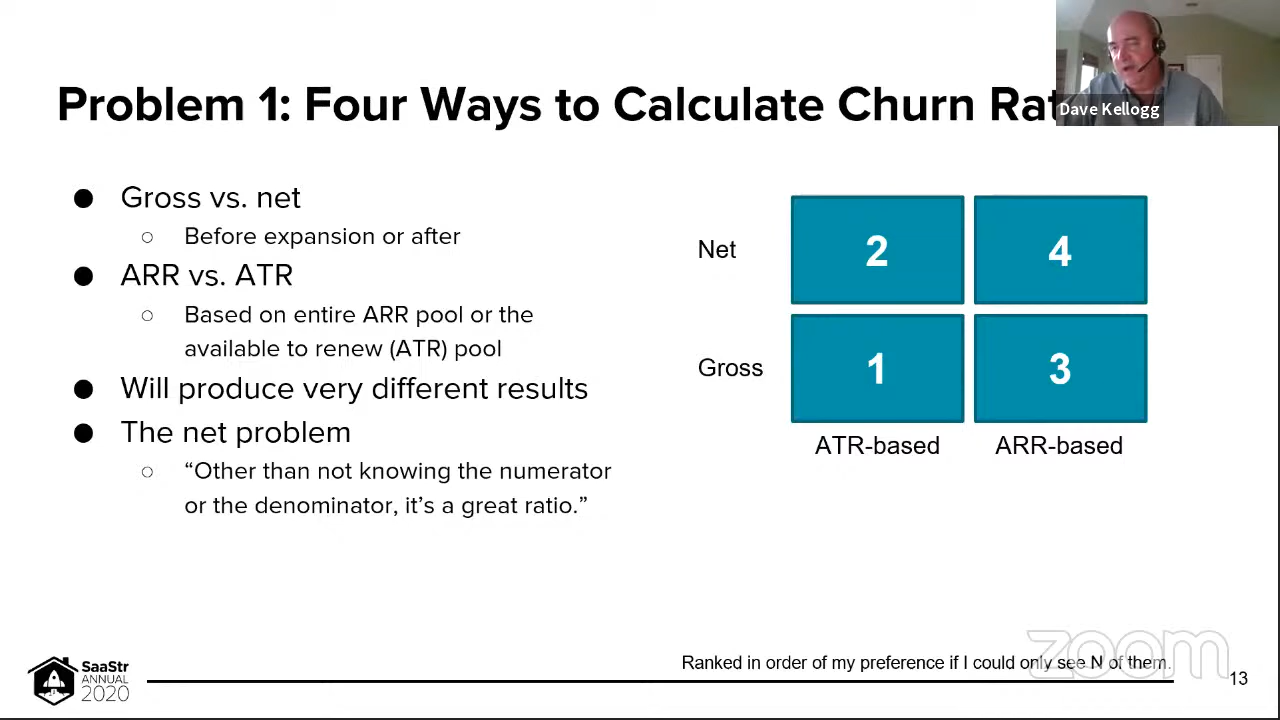 Problem 1: Four Ways to Calculate Churn Rat
Dave Kellogg
● Gross vs. net
○ Before expansion or after
● ARR vs. ATR
○ Based on entire ARR pool or the
available to renew (ATR) pool
● Will produce very different results
● The net problem
○ “Other than not knowing the numerator
or the denominator, it’s a great ratio.”
Net
2
4
Gross
1
3
ATR-based
ARR-based
Ranked in order of my preference if I could only see N of them.
zoom
SaaStr
ANNUAL
2020
13